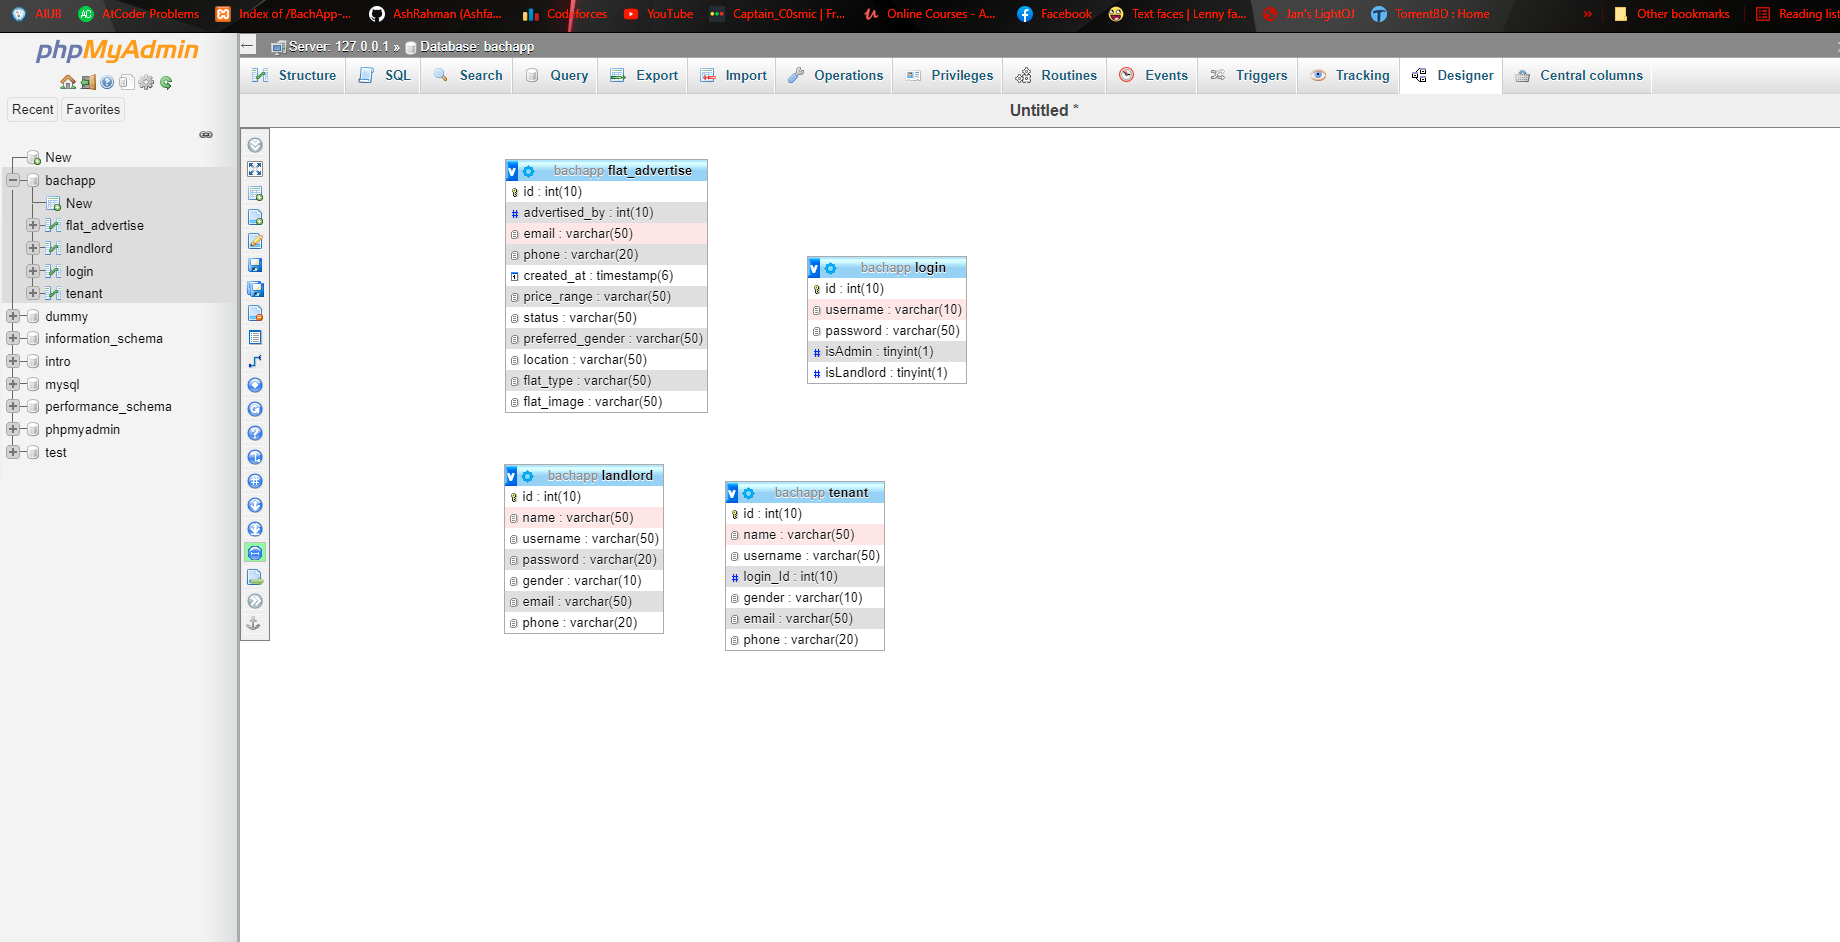 AIUB AtCoder Problems Index of /BachApp-... AshRahman (Ashfa... Codeforces YouTube Captain_C0smic | Fr... Online Courses - A... Facebook Text faces | Lenny fa... Jan's LightOJ TorrentBD : Home » Other bookmarks Reading list
phpMyAdmin
Recent Favorites
New
bachapp
New
flat_advertise
landlord
login
tenant
dummy
information_schema
intro
mysql
performance_schema
phpmyadmin
test
← Server: 127.0.0.1 » Database: bachapp
Structure SQL Search Query Export Import Operations Privileges Routines Events Triggers Tracking Designer Central columns
Untitled *
v bachapp flat_advertise
id : int(10)
# advertised_by : int(10)
email : varchar(50)
phone : varchar(20)
created_at : timestamp(6)
price_range : varchar(50)
status : varchar(50)
preferred_gender : varchar(50)
location : varchar(50)
flat_type : varchar(50)
flat_image : varchar(50)
v bachapp login
id : int(10)
username : varchar(10)
password : varchar(50)
# isAdmin : tinyint(1)
# isLandlord : tinyint(1)
v bachapp landlord
id : int(10)
name : varchar(50)
username : varchar(50)
password : varchar(20)
gender : varchar(10)
email : varchar(50)
phone : varchar(20)
v bachapp tenant
id : int(10)
name : varchar(50)
username : varchar(50)
# login_Id : int(10)
gender : varchar(10)
email : varchar(50)
phone : varchar(20)